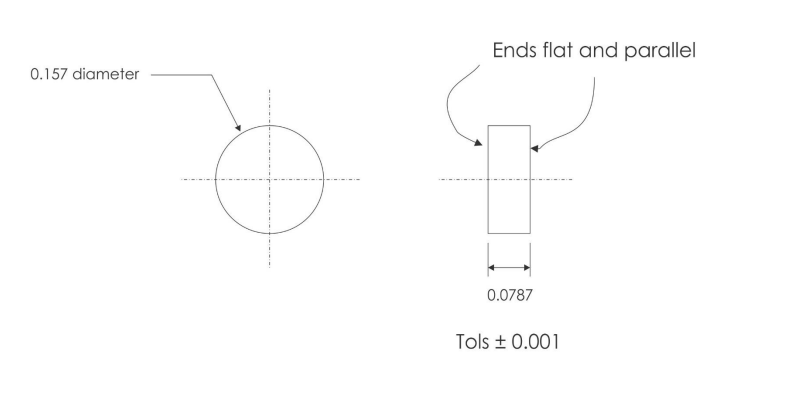 Ends flat and parallel
0.157 diameter
0.0787
Tols ± 0.001